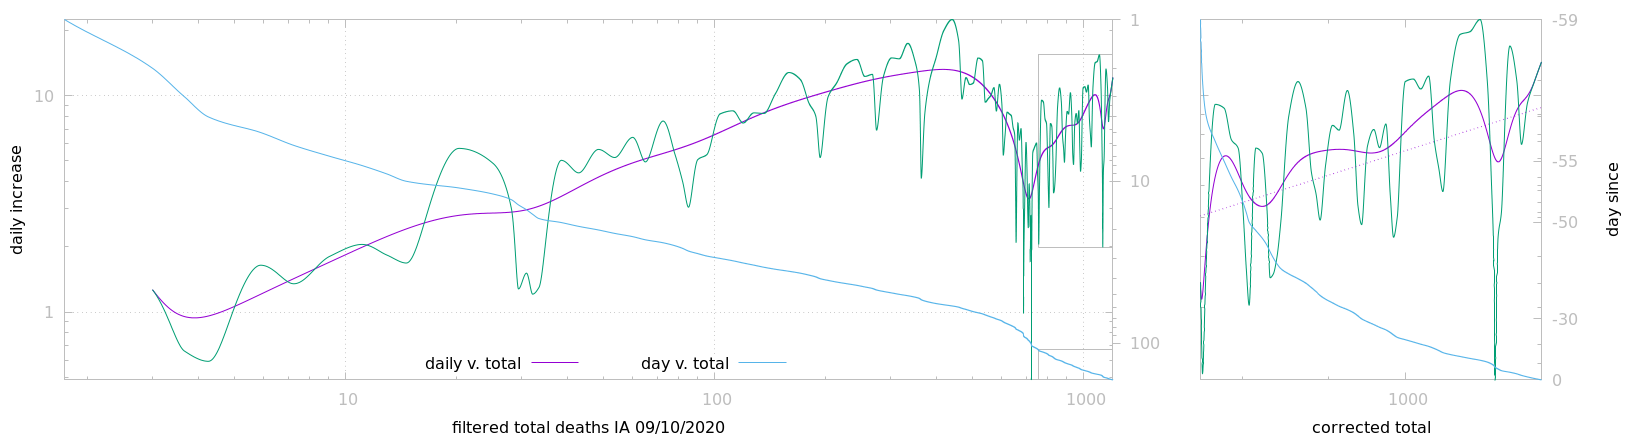 1
-59
10
-55
10
-50
daily increase
day since
1
-30
100
daily v. total
day v. total
0
10
100
1000
1000
filtered total deaths IA 09/10/2020
corrected total